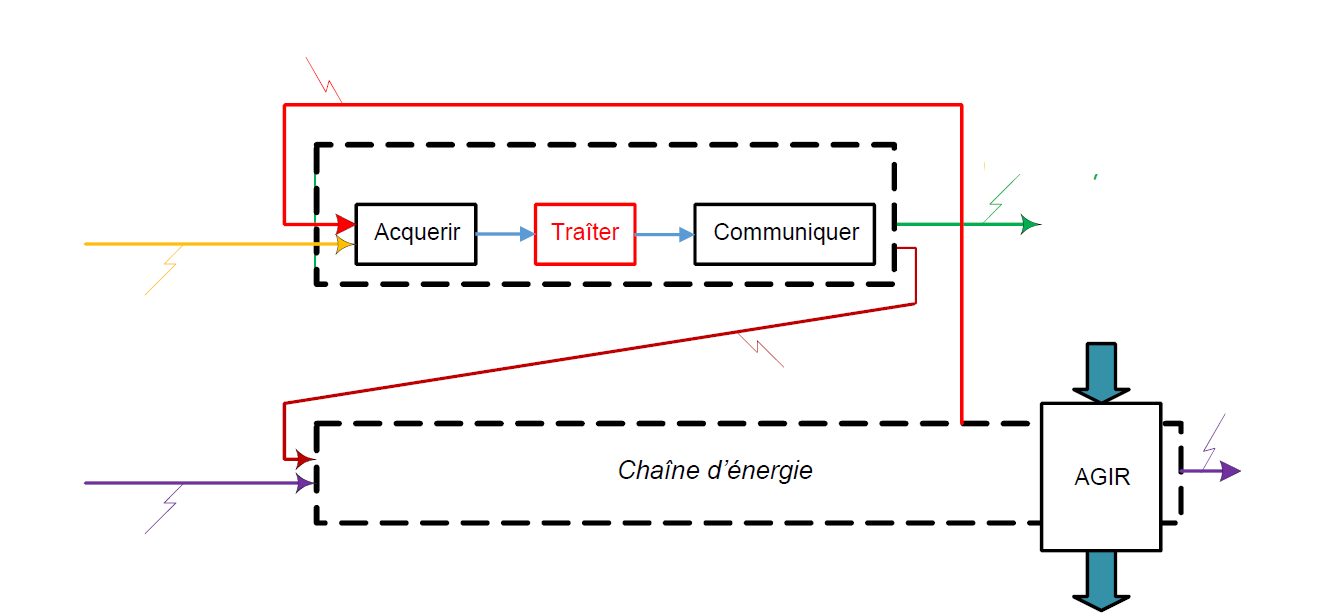 Acquerir
Traîter
Communiquer
Chaîne d’énergie
AGIR